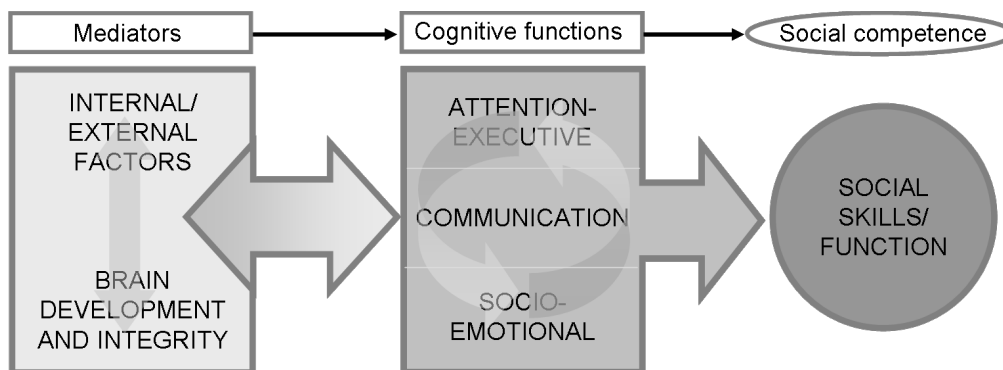 Mediators
Cognitive functions
Social competence
INTERNAL/
EXTERNAL
FACTORS
BRAIN
DEVELOPMENT
AND INTEGRITY
ATTENTION-
EXECUTIVE
COMMUNICATION
SOCIO-
EMOTIONAL
SOCIAL
SKILLS/
FUNCTION